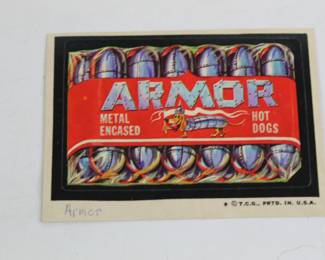 ARMOR
METAL HOT
ENCASED DOGS
* © T.C.G., PRTD. IN U.S.A.
Armor